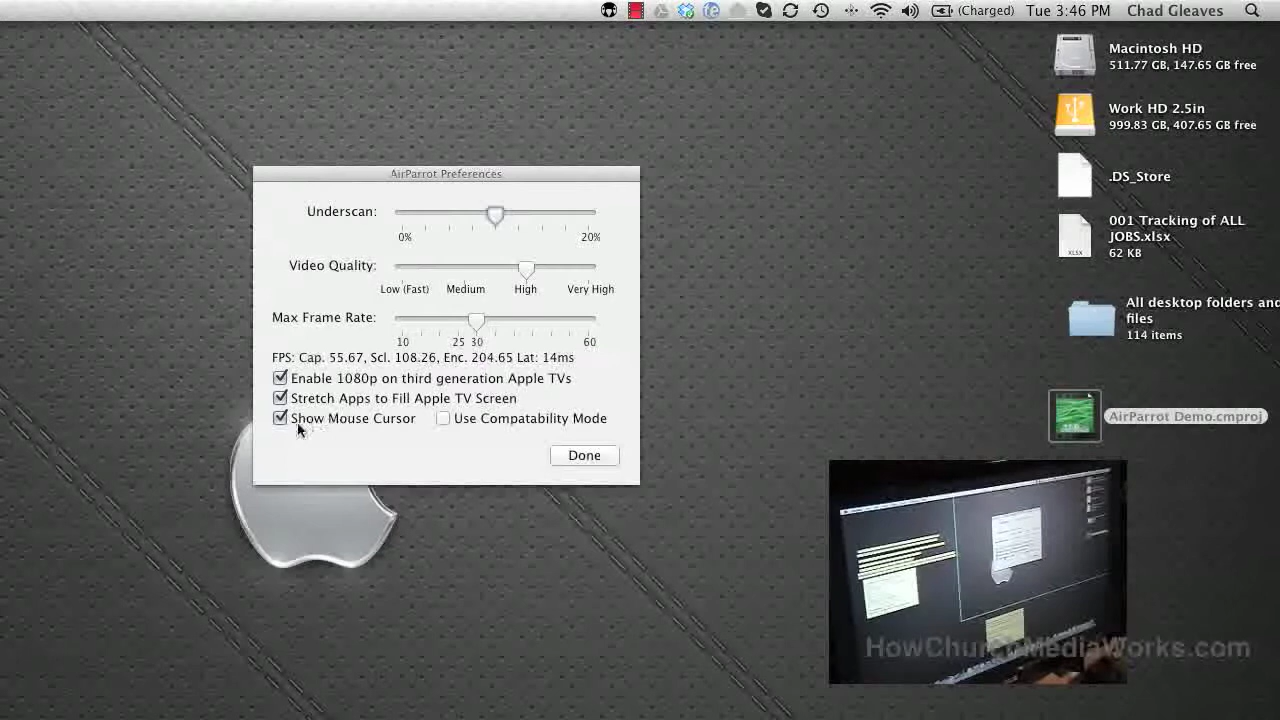 (Charged) Tue 3:46 PM Chad Gleaves
Macintosh HD
511.77 GB, 147.65 GB free
Work HD 2.5in
999.83 GB, 407.65 GB free
.DS_Store
001 Tracking of ALL
JOBS.xlsx
62 KB
XLSX
All desktop folders and
files
114 items
AirParrot Demo.cmproj
AirParrot Preferences
Underscan:
0% 20%
Video Quality:
Low (Fast) Medium High Very High
Max Frame Rate:
10 25 30 60
FPS: Cap. 55.67, Scl. 108.26, Enc. 204.65 Lat: 14ms
Enable 1080p on third generation Apple TVs
Stretch Apps to Fill Apple TV Screen
Show Mouse Cursor Use Compatability Mode
Done
HowChurchMediaWorks.com